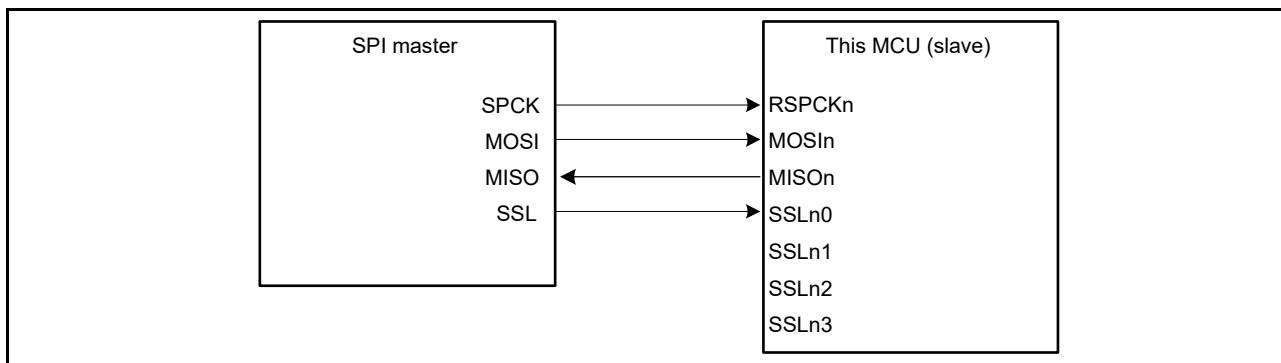 SPI master
SPCK
MOSI
MISO
SSL
This MCU (slave)
RSPCKn
MOSIn
MISOn
SSLn0
SSLn1
SSLn2
SSLn3